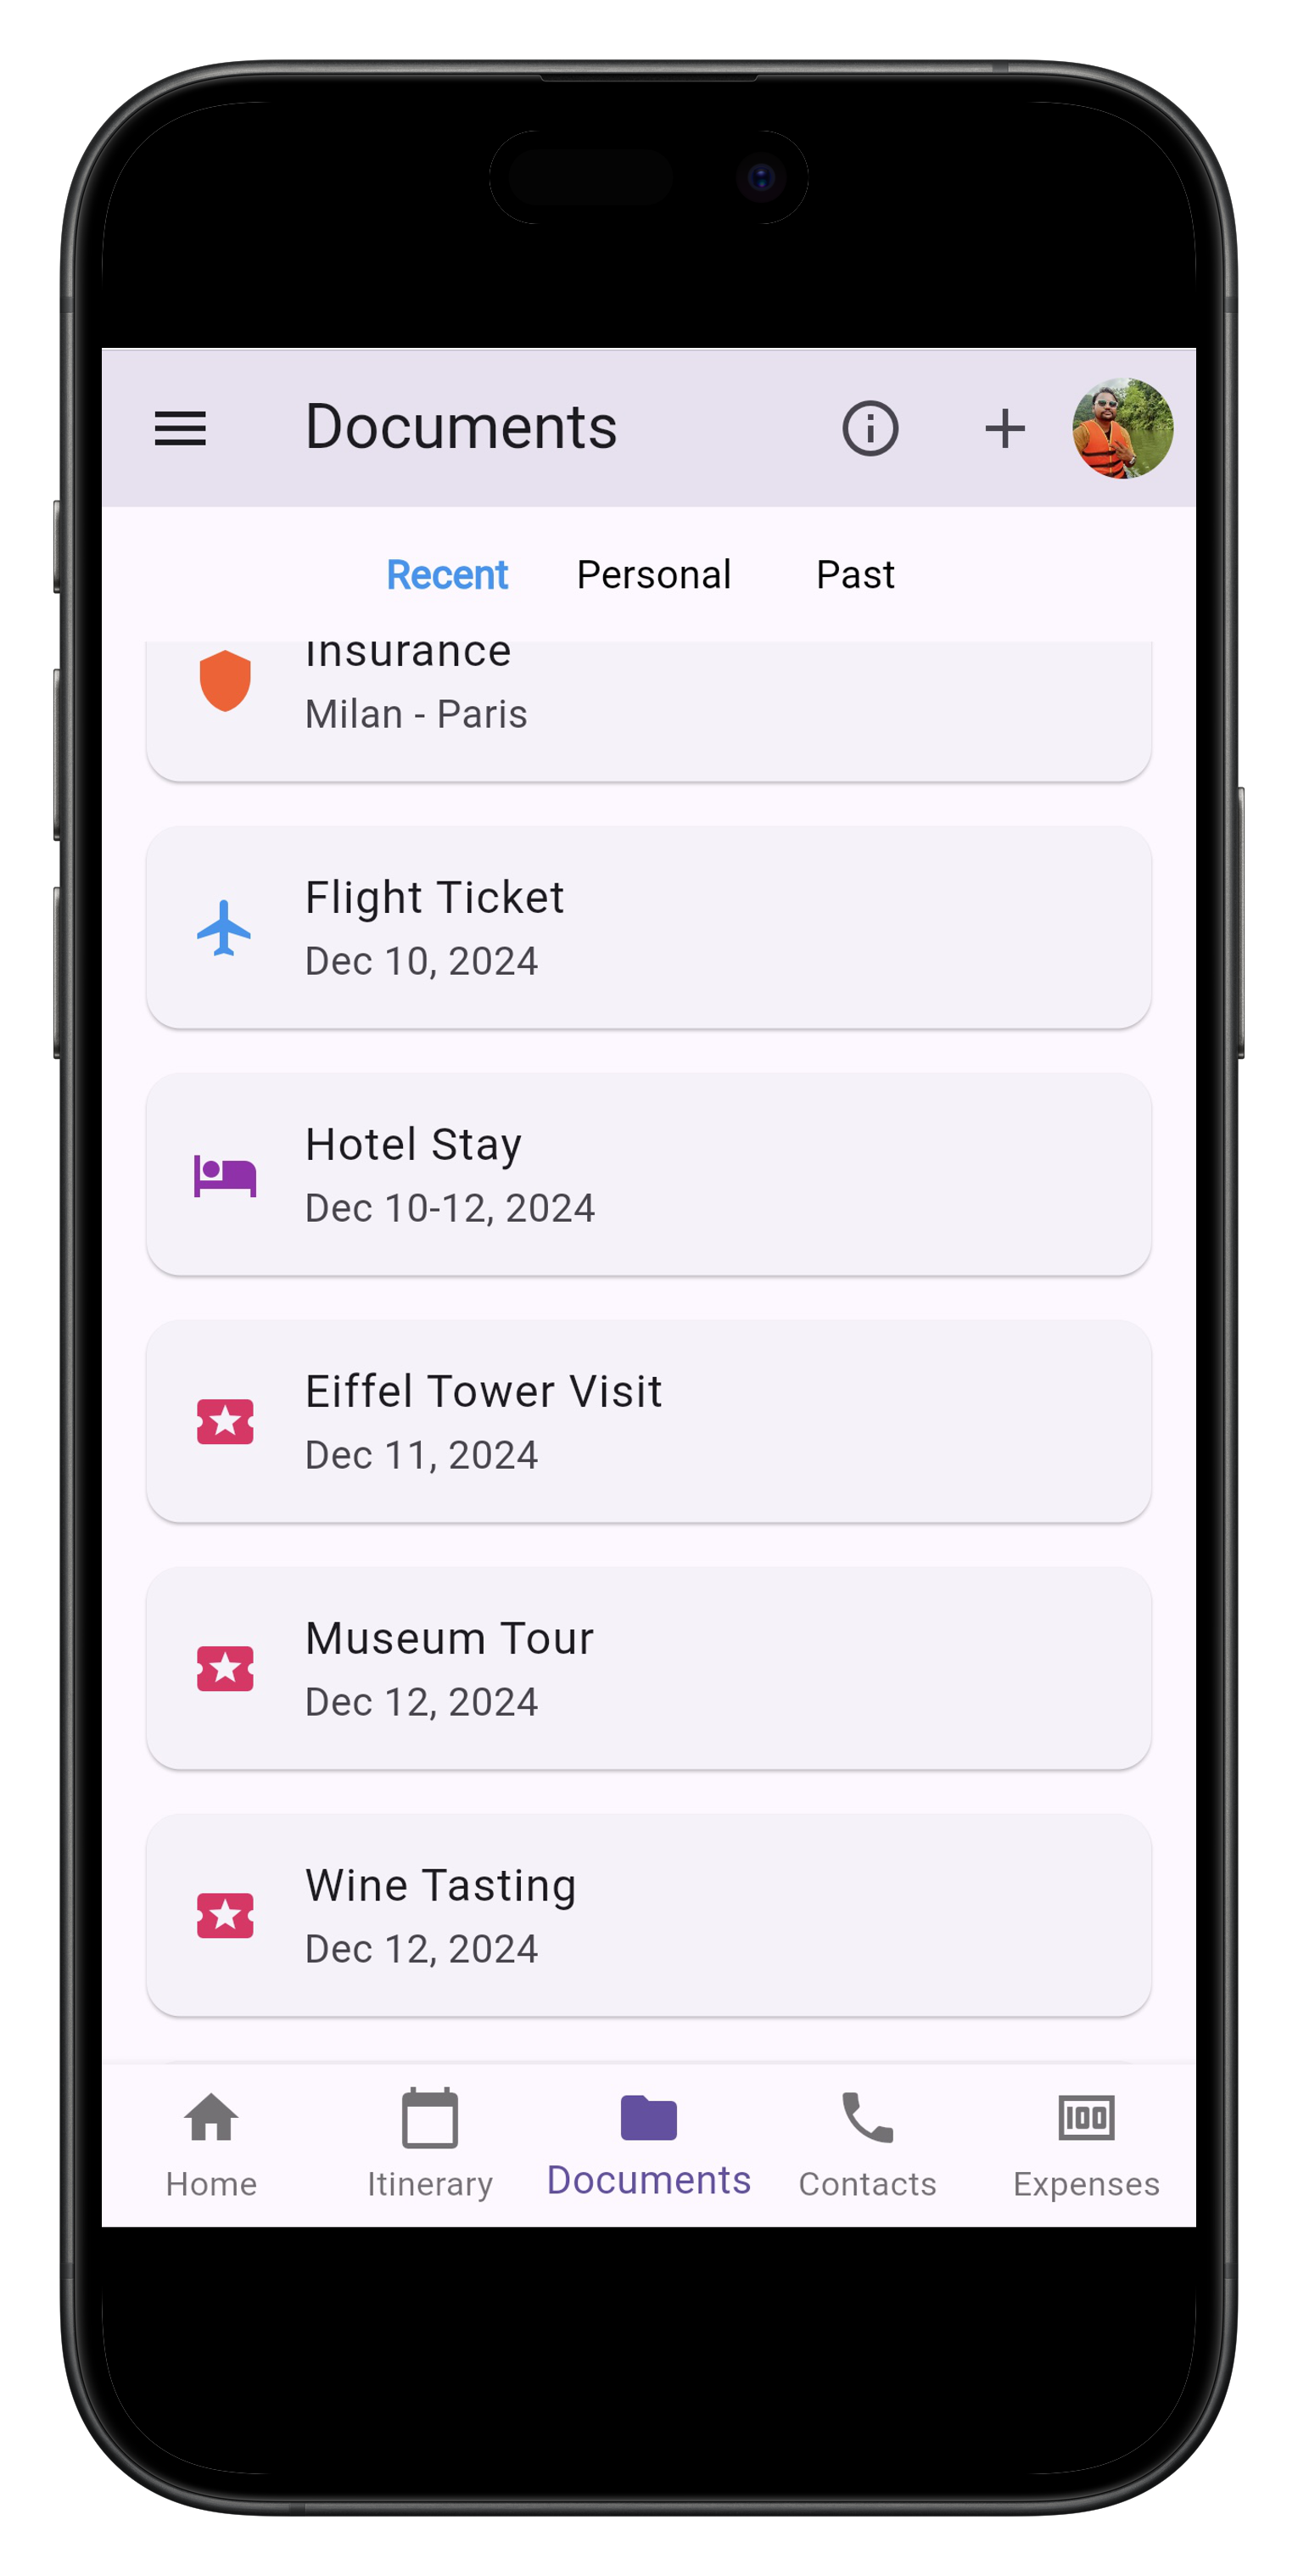 Documents
Recent Personal Past
Insurance
Milan - Paris
Flight Ticket
Dec 10, 2024
Hotel Stay
Dec 10-12, 2024
Eiffel Tower Visit
Dec 11, 2024
Museum Tour
Dec 12, 2024
Wine Tasting
Dec 12, 2024
100
Home Itinerary Documents Contacts Expenses